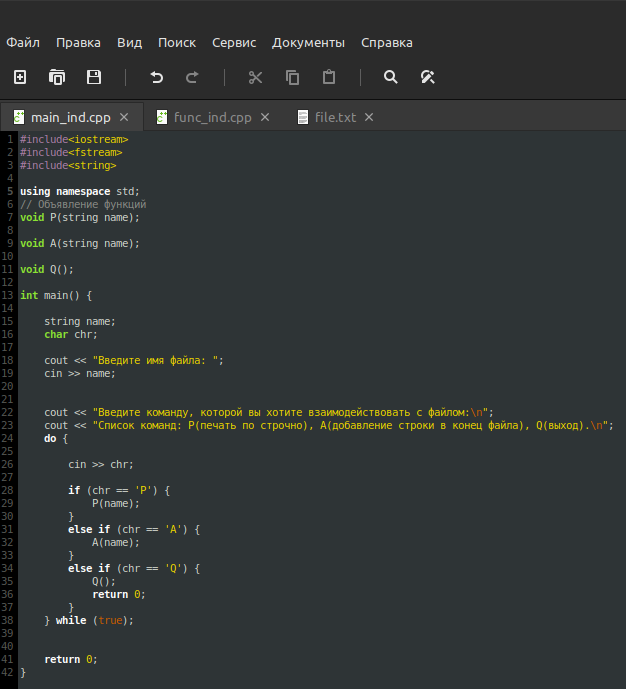 Файл Правка Вид Поиск Сервис Документы Справка
main_ind.cpp × func_ind.cpp × file.txt ×
1 #include<iostream>
2 #include<fstream>
3 #include<string>
4
5 using namespace std;
6 // Объявление функций
7 void P(string name);
8
9 void A(string name);
10
11 void Q();
12
13 int main() {
14
15     string name;
16     char chr;
17
18     cout << "Введите имя файла: ";
19     cin >> name;
20
21
22     cout << "Введите команду, которой вы хотите взаимодействовать с файлом:\n";
23     cout << "Список команд: P(печать по строчно), A(добавление строки в конец файла), Q(выход).\n";
24     do {
25
26         cin >> chr;
27
28         if (chr == 'P') {
29             P(name);
30         }
31         else if (chr == 'A') {
32             A(name);
33         }
34         else if (chr == 'Q') {
35             Q();
36             return 0;
37         }
38     } while (true);
39
40
41     return 0;
42 }